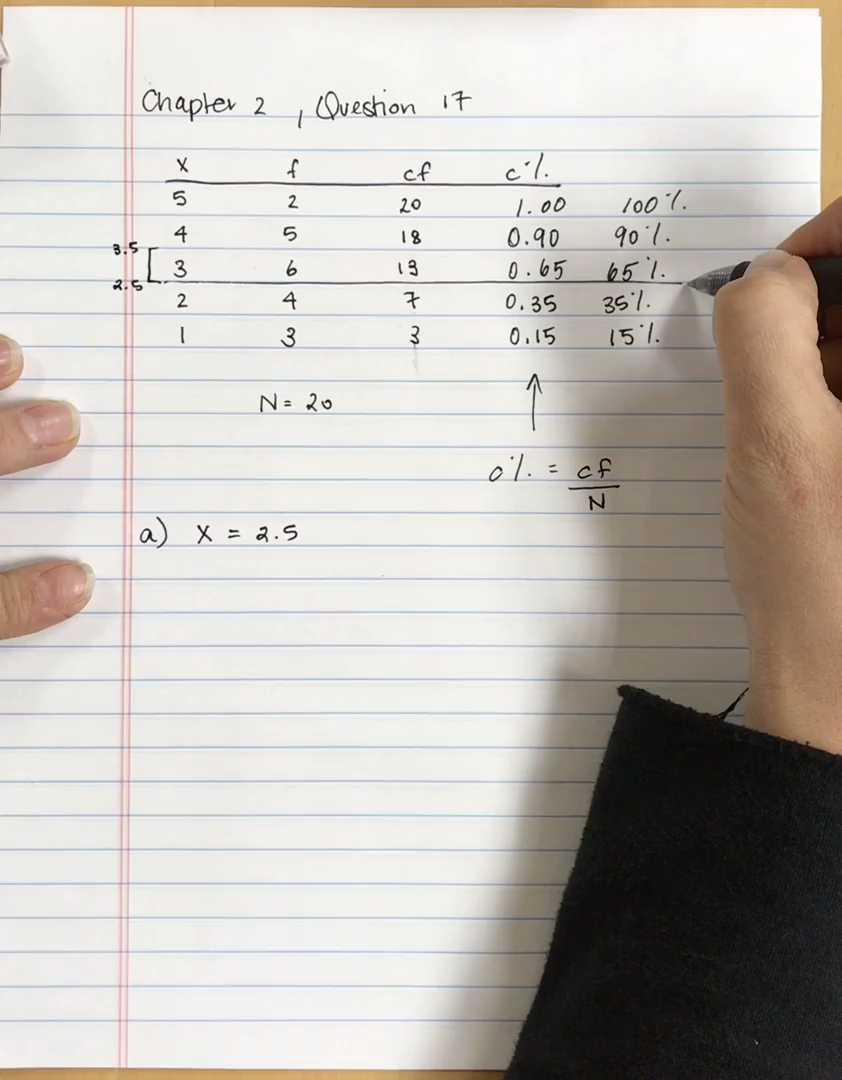 Chapter 2, Question 17
x f cf c%
5 2 20 1.00 100%.
4 5 18 0.90 90%.
3.5
3 6 13 0.65 65%.
2.5
2 4 7 0.35 35%.
1 3 3 0.15 15%.
N = 20
c% = cf
N
a) x = 2.5